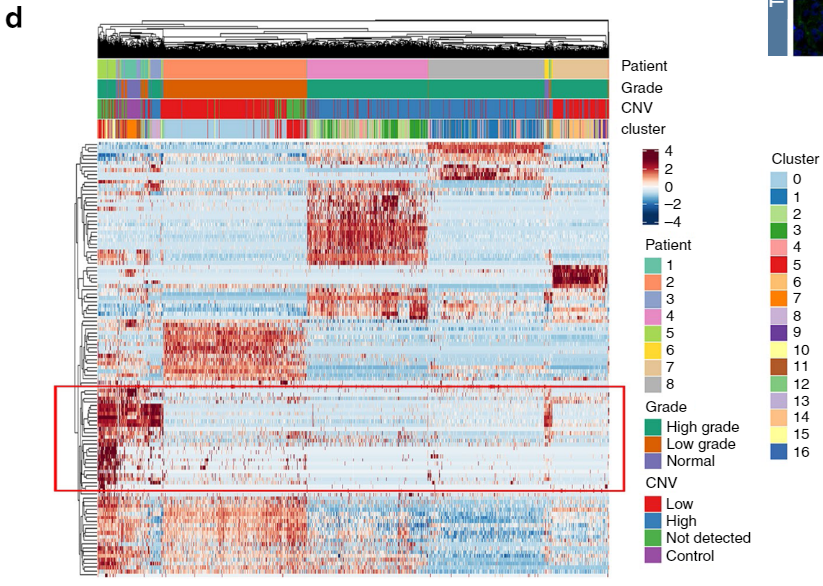 d
T
Patient
Grade
CNV
cluster
4
2
0
−2
−4
Patient
1
2
3
4
5
6
7
8
Grade
High grade
Low grade
Normal
CNV
Low
High
Not detected
Control
Cluster
0
1
2
3
4
5
6
7
8
9
10
11
12
13
14
15
16